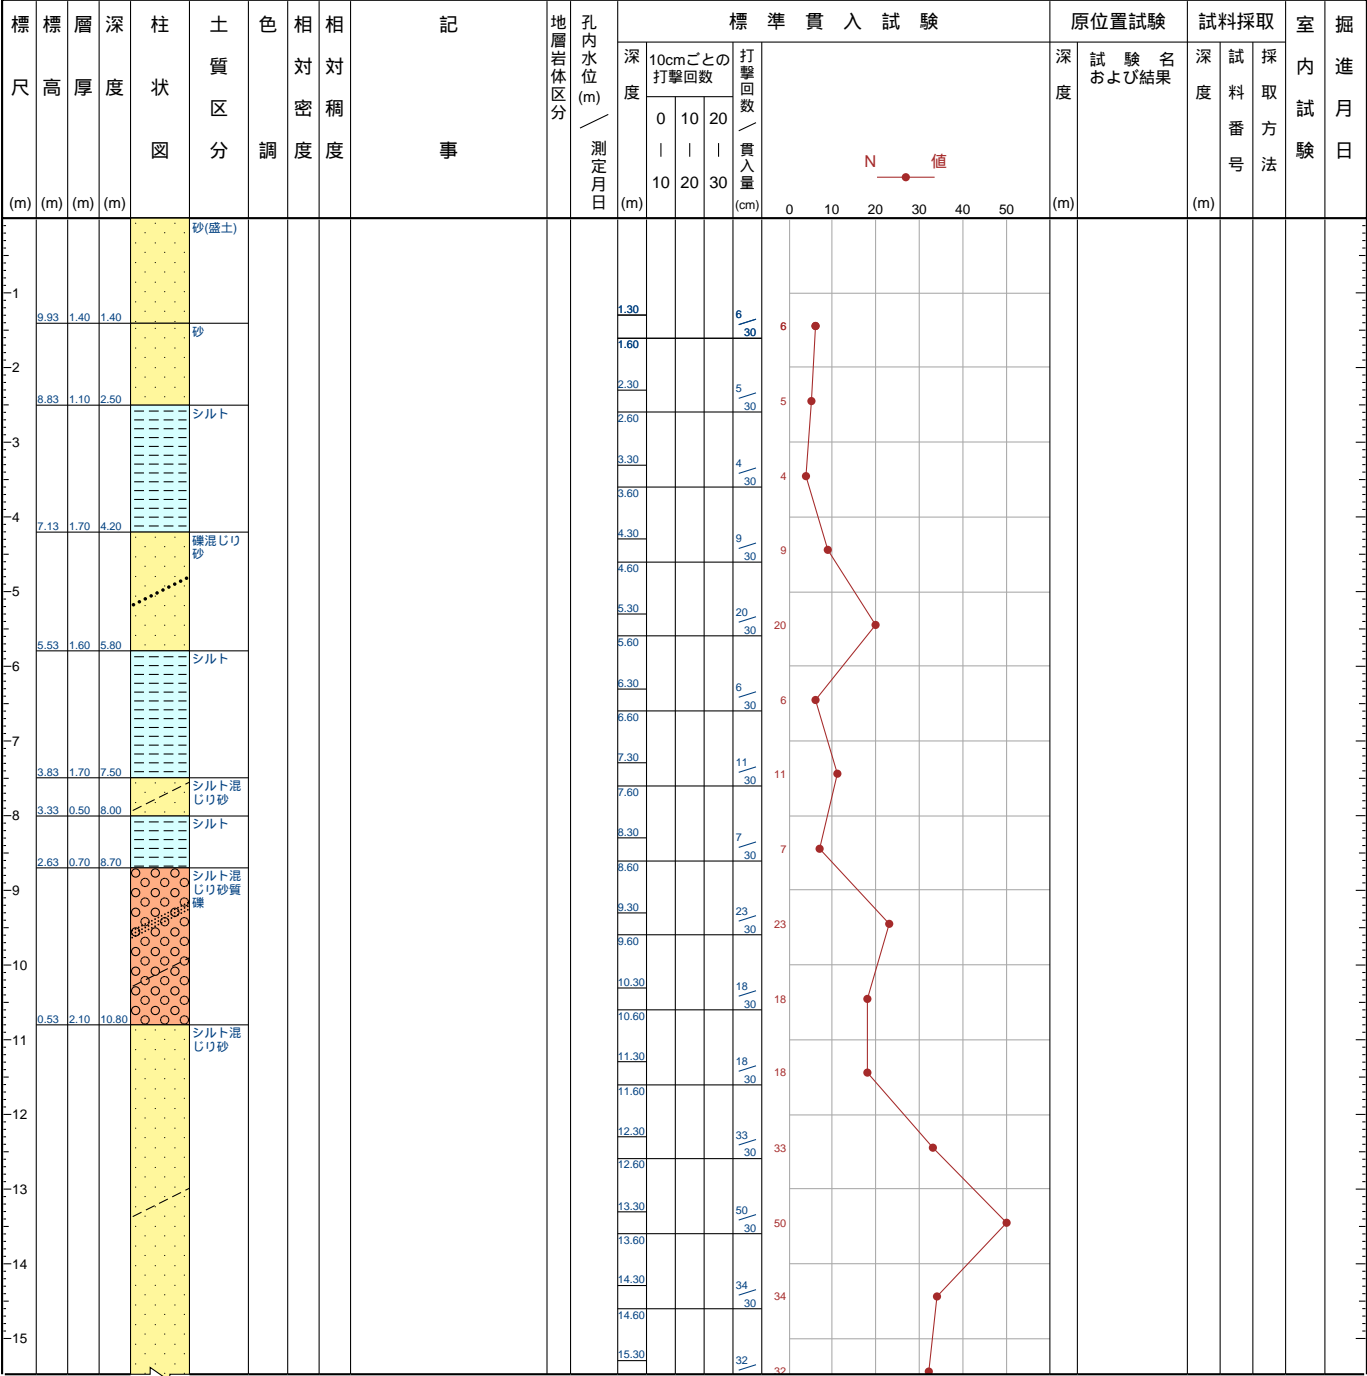 標尺(m)
標高(m)
層厚(m)
深度(m)
柱状図
土質区分
色調
相対密度
相対稠度
記事
地層岩体区分
孔内水位(m)／測定月日
標準貫入試験
深度(m)
10cmごとの
打撃回数
0
10
20
|
|
|
10
20
30
打撃回数／貫入量(cm)
N 値
0 10 20 30 40 50
原位置試験
深度(m)
試験名
および結果
試料採取
深度(m)
試料番号
採取方法
室内試験
掘進月日
砂(盛土)
1
9.93 1.40 1.40
砂
1.30
6/30
6
1.60
2
8.83 1.10 2.50
シルト
2.30
5/30
5
2.60
3
3.30
4/30
4
3.60
4
7.13 1.70 4.20
礫混じり
砂
4.30
9/30
9
4.60
5
5.30
20/30
20
5.60
5.53 1.60 5.80
シルト
6
6.30
6/30
6
6.60
7
3.83 1.70 7.50
シルト混
じり砂
7.30
11/30
11
7.60
3.33 0.50 8.00
シルト
8
8.30
7/30
7
8.60
2.63 0.70 8.70
シルト混
じり砂質
礫
9
9.30
23/30
23
9.60
10
10.30
18/30
18
10.60
0.53 2.10 10.80
シルト混
じり砂
11
11.30
18/30
18
11.60
12
12.30
33/30
33
12.60
13
13.30
50/30
50
13.60
14
14.30
34/30
34
14.60
15
15.30
32
32